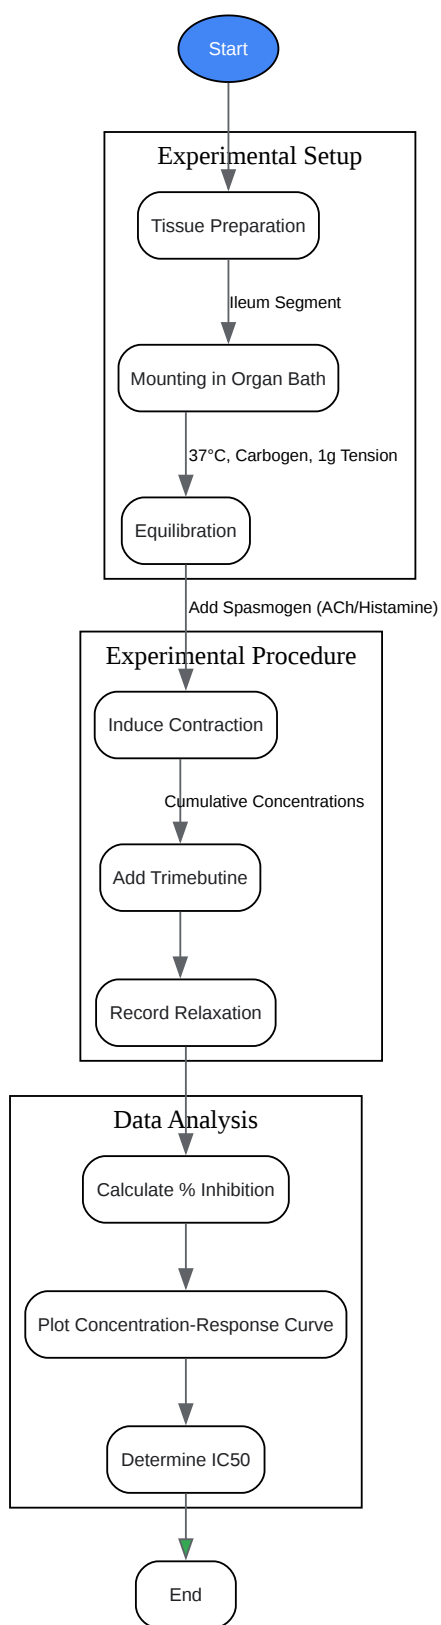 Start
Experimental Setup
Tissue Preparation
Ileum Segment
Mounting in Organ Bath
37°C, Carbogen, 1g Tension
Equilibration
Add Spasmogen (ACh/Histamine)
Experimental Procedure
Induce Contraction
Cumulative Concentrations
Add Trimebutine
Record Relaxation
Data Analysis
Calculate % Inhibition
Plot Concentration-Response Curve
Determine IC50
End